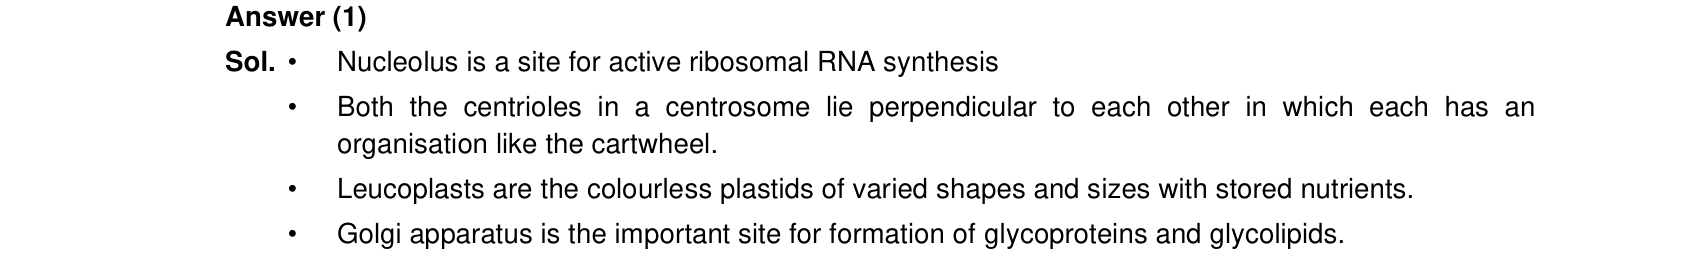 Answer (1)
Sol. • Nucleolus is a site for active ribosomal RNA synthesis
• Both the centrioles in a centrosome lie perpendicular to each other in which each has an
organisation like the cartwheel.
• Leucoplasts are the colourless plastids of varied shapes and sizes with stored nutrients.
• Golgi apparatus is the important site for formation of glycoproteins and glycolipids.